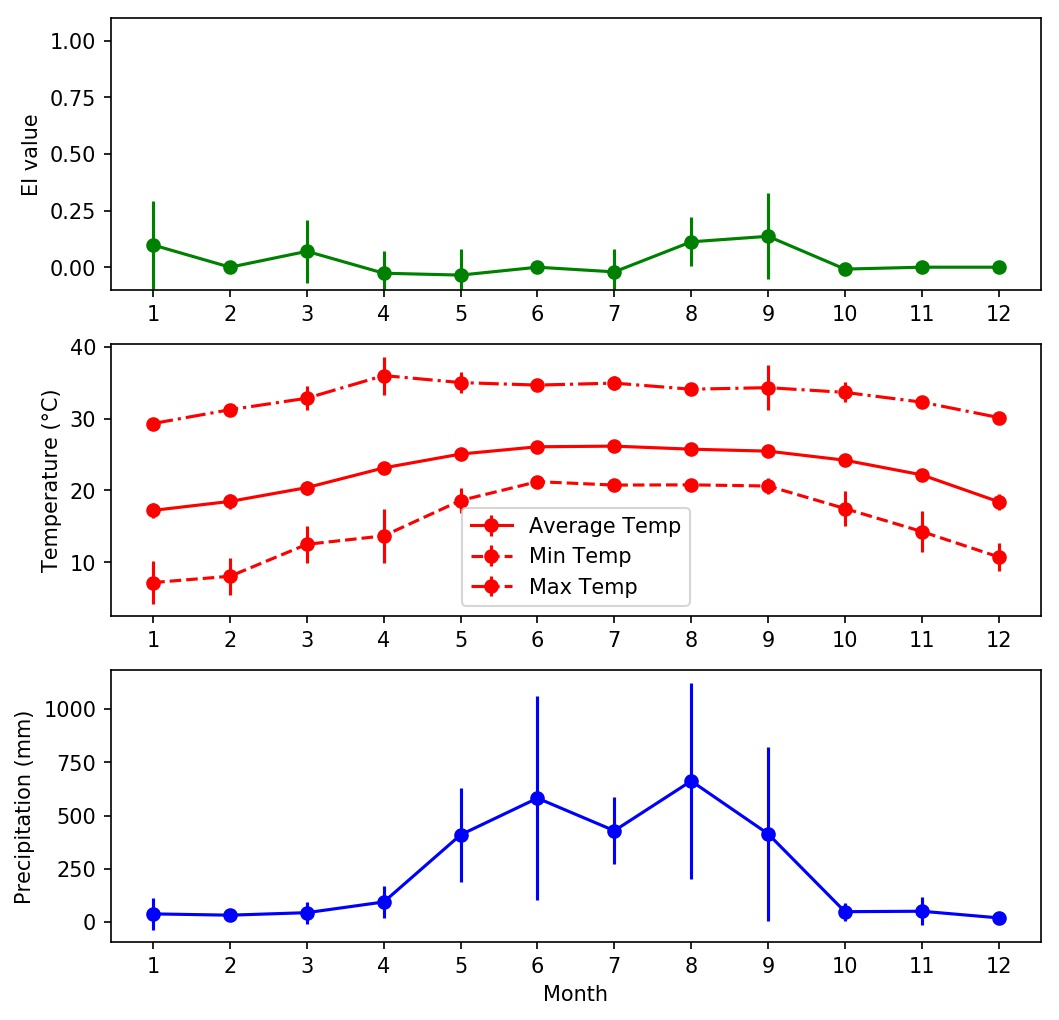 EI value
1.00
0.75
0.50
0.25
0.00
1 2 3 4 5 6 7 8 9 10 11 12
Temperature (°C)
40
30
20
10
Average Temp
Min Temp
Max Temp
1 2 3 4 5 6 7 8 9 10 11 12
Precipitation (mm)
1000
750
500
250
0
1 2 3 4 5 6 7 8 9 10 11 12
Month